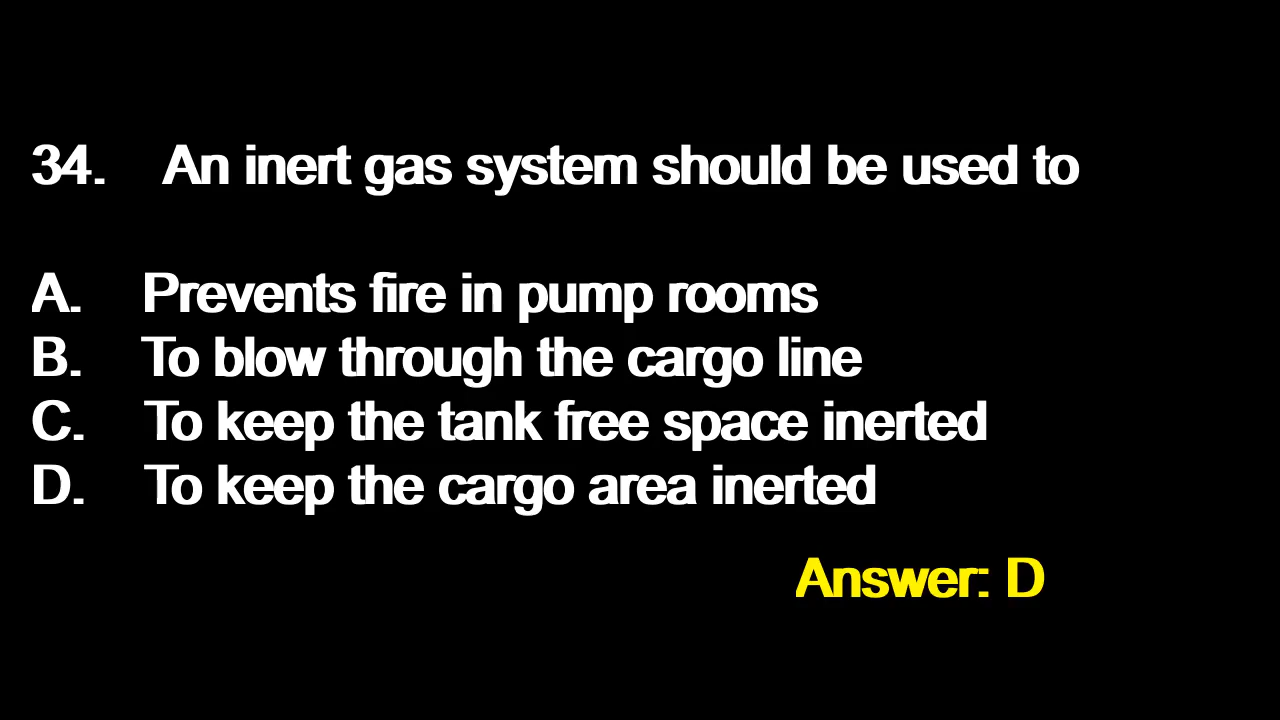 34. An inert gas system should be used to
A. Prevents fire in pump rooms
B. To blow through the cargo line
C. To keep the tank free space inerted
D. To keep the cargo area inerted
Answer: D